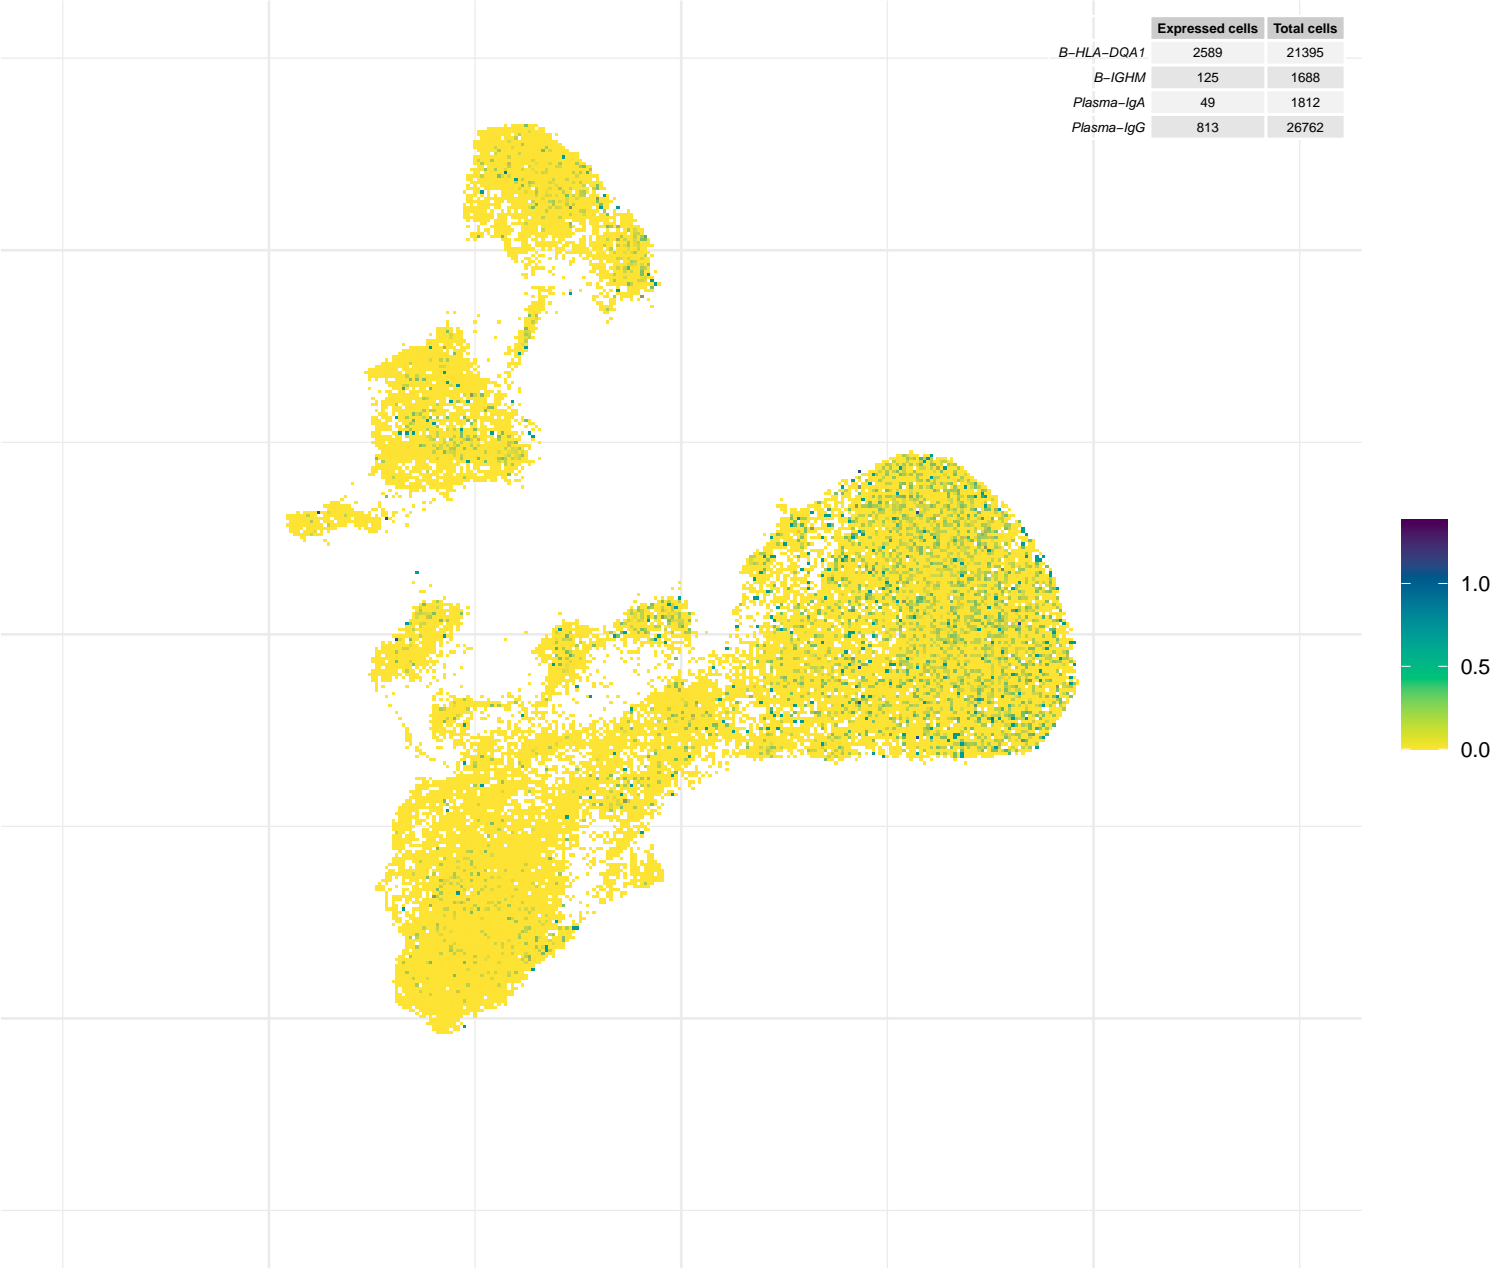 Expressed cells Total cells
B−HLA−DQA1 2589 21395
B−IGHM 125 1688
Plasma−IgA 49 1812
Plasma−IgG 813 26762
1.0
0.5
0.0